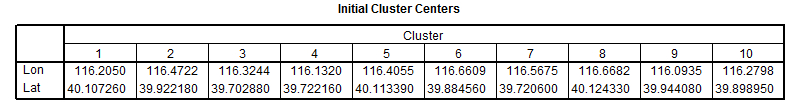 Initial Cluster Centers
Cluster
1 2 3 4 5 6 7 8 9 10
Lon 116.2050 116.4722 116.3244 116.1320 116.4055 116.6609 116.5675 116.6682 116.0935 116.2798
Lat 40.107260 39.922180 39.702880 39.722160 40.113390 39.884560 39.720600 40.124330 39.944080 39.898950